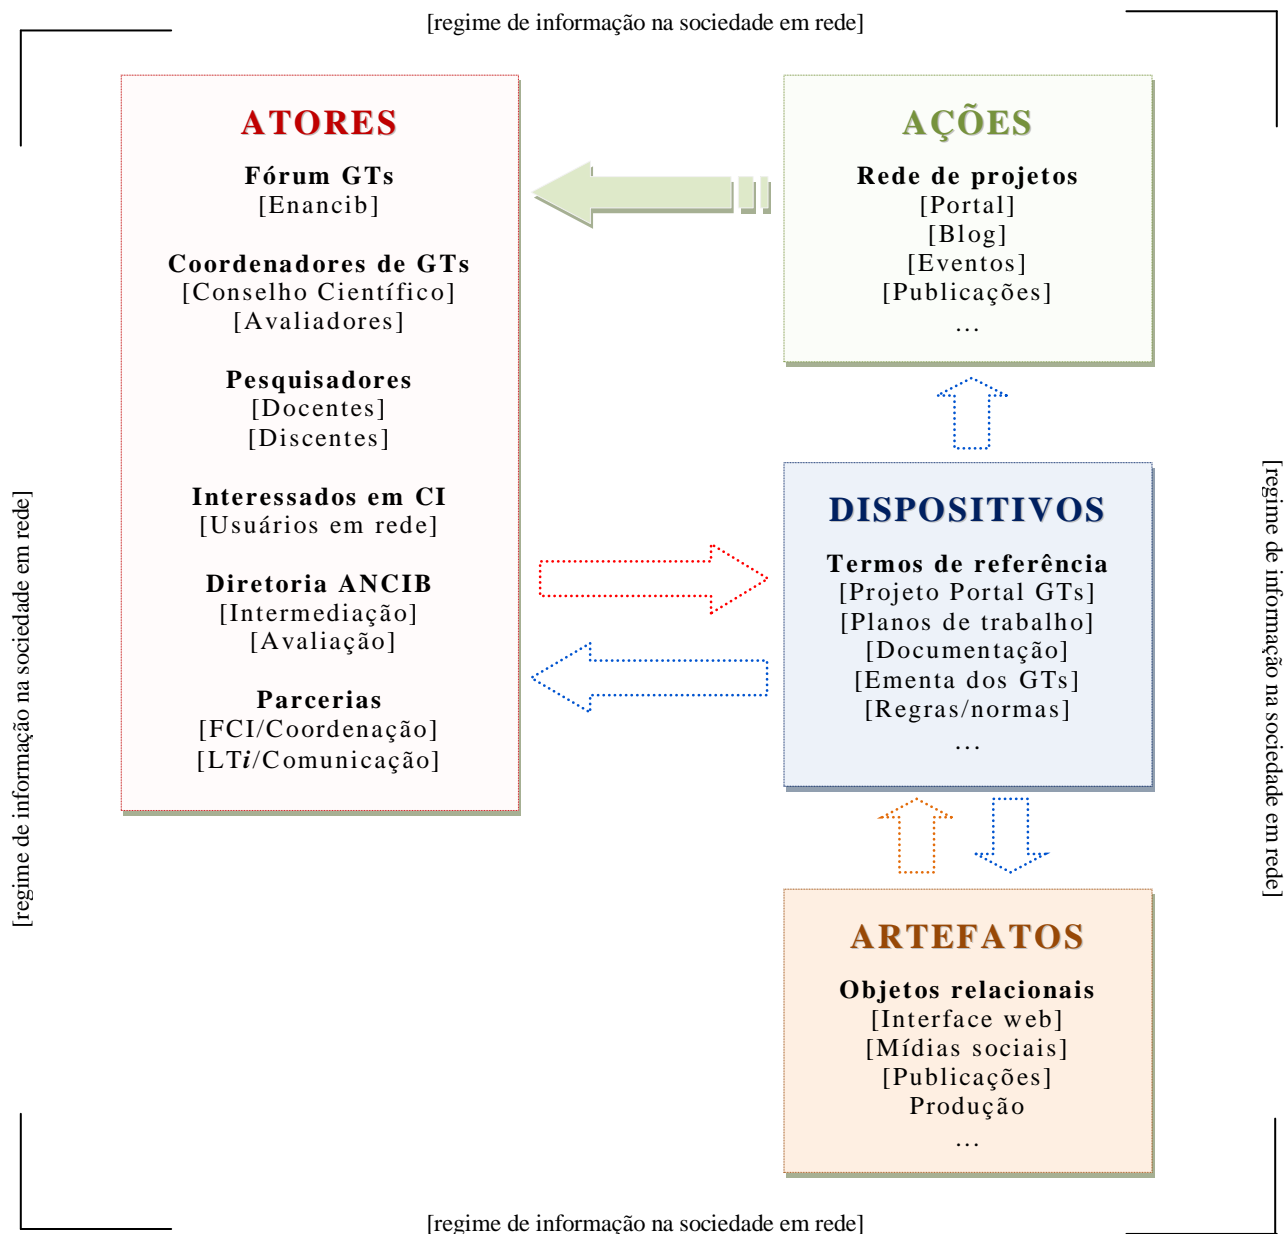 [regime de informação na sociedade em rede]
ATORES
Fórum GTs
[Enancib]
Coordenadores de GTs
[Conselho Científico]
[Avaliadores]
Pesquisadores
[Docentes]
[Discentes]
Interessados em CI
[Usuários em rede]
Diretoria ANCIB
[Intermediação]
[Avaliação]
Parcerias
[FCI/Coordenação]
[LTi/Comunicação]
AÇÕES
Rede de projetos
[Portal]
[Blog]
[Eventos]
[Publicações]
...
DISPOSITIVOS
Termos de referência
[Projeto Portal GTs]
[Planos de trabalho]
[Documentação]
[Ementa dos GTs]
[Regras/normas]
...
ARTEFATOS
Objetos relacionais
[Interface web]
[Mídias sociais]
[Publicações]
Produção
...
[regime de informação na sociedade em rede]
[regime de informação na sociedade em rede]
[regime de informação na sociedade em rede]